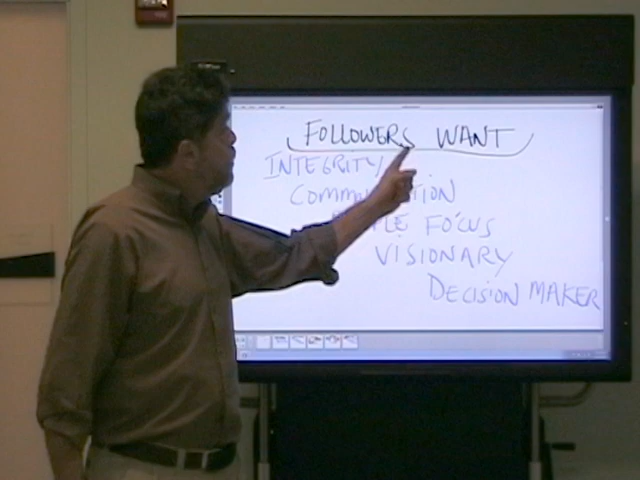 FOLLOWERS WANT
INTEGRITY
FOCUS
VISIONARY
DECISION MAKER